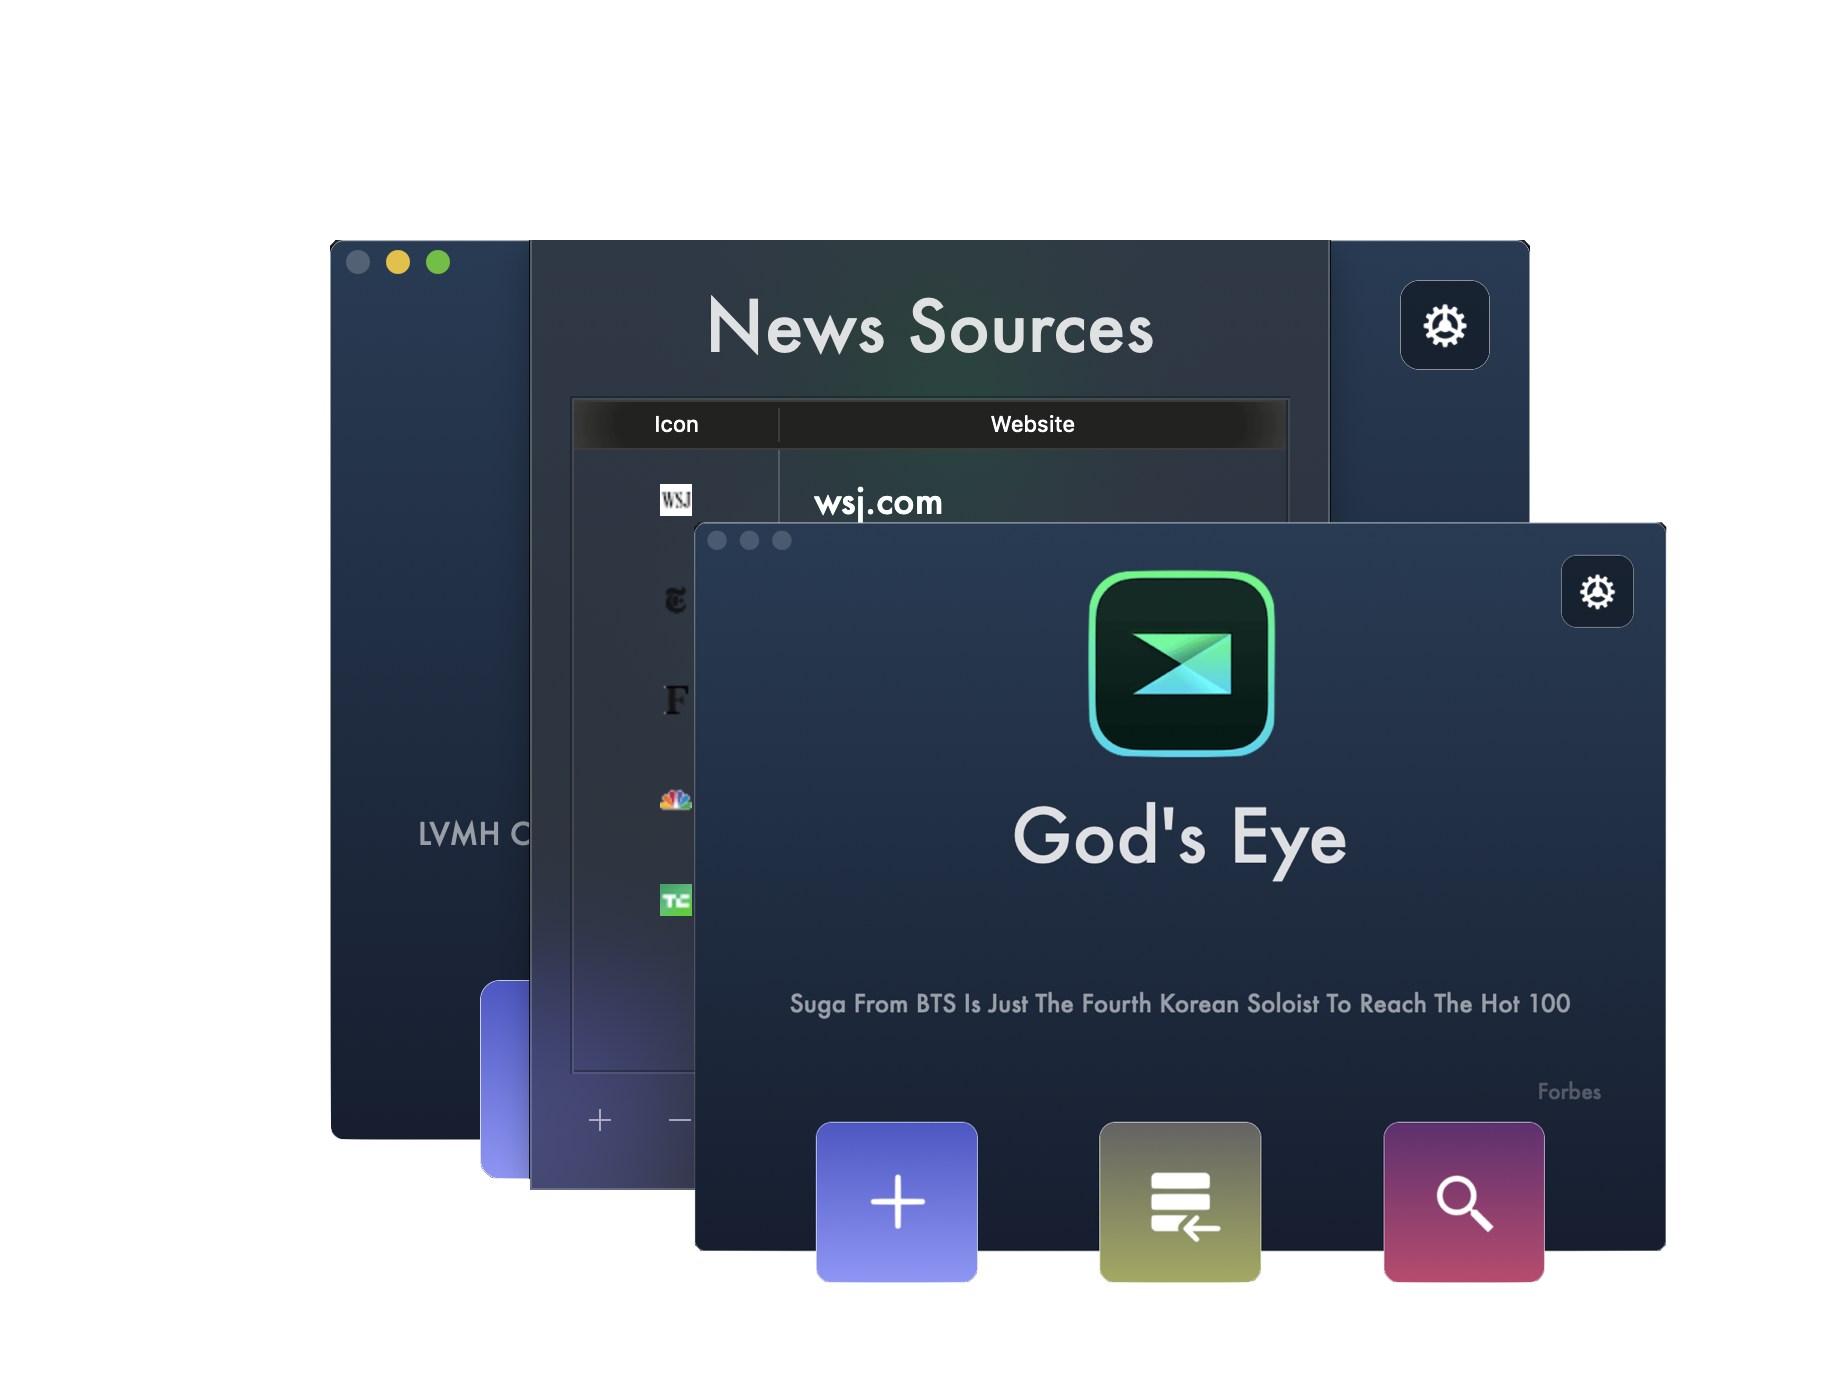 News Sources
Icon Website
WSJ
wsj.com
F
TC
LVMH C
God's Eye
Suga From BTS Is Just The Fourth Korean Soloist To Reach The Hot 100
Forbes